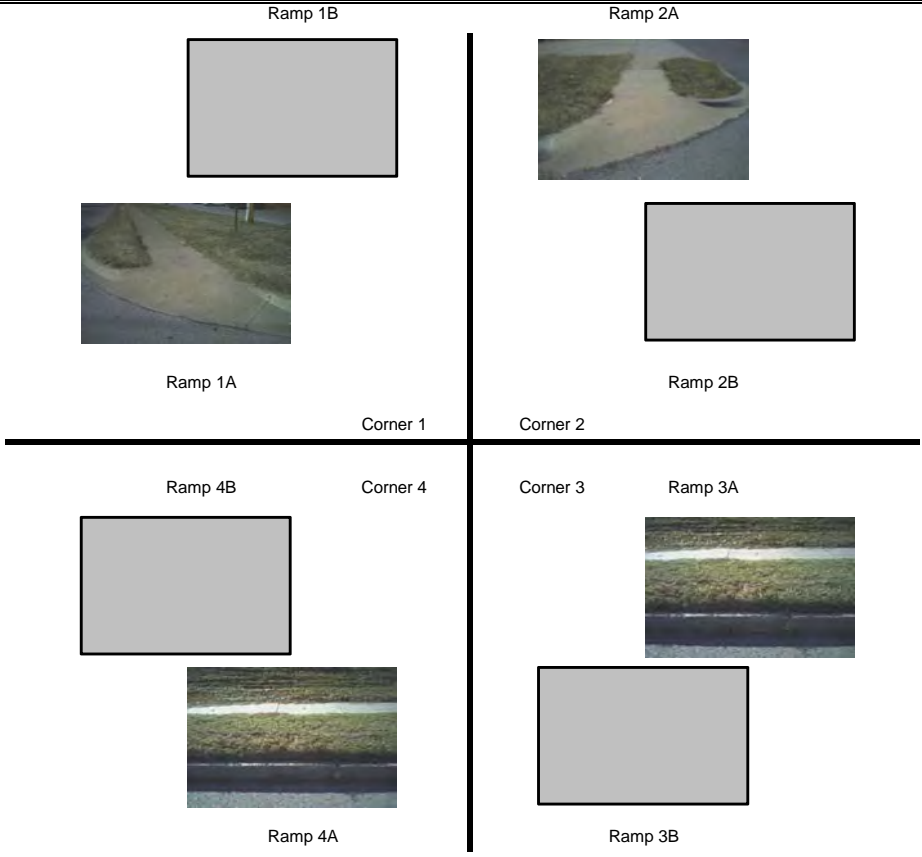 Ramp 1B
Ramp 2A
Ramp 1A
Ramp 2B
Corner 1
Corner 2
Ramp 4B
Corner 4
Corner 3
Ramp 3A
Ramp 4A
Ramp 3B